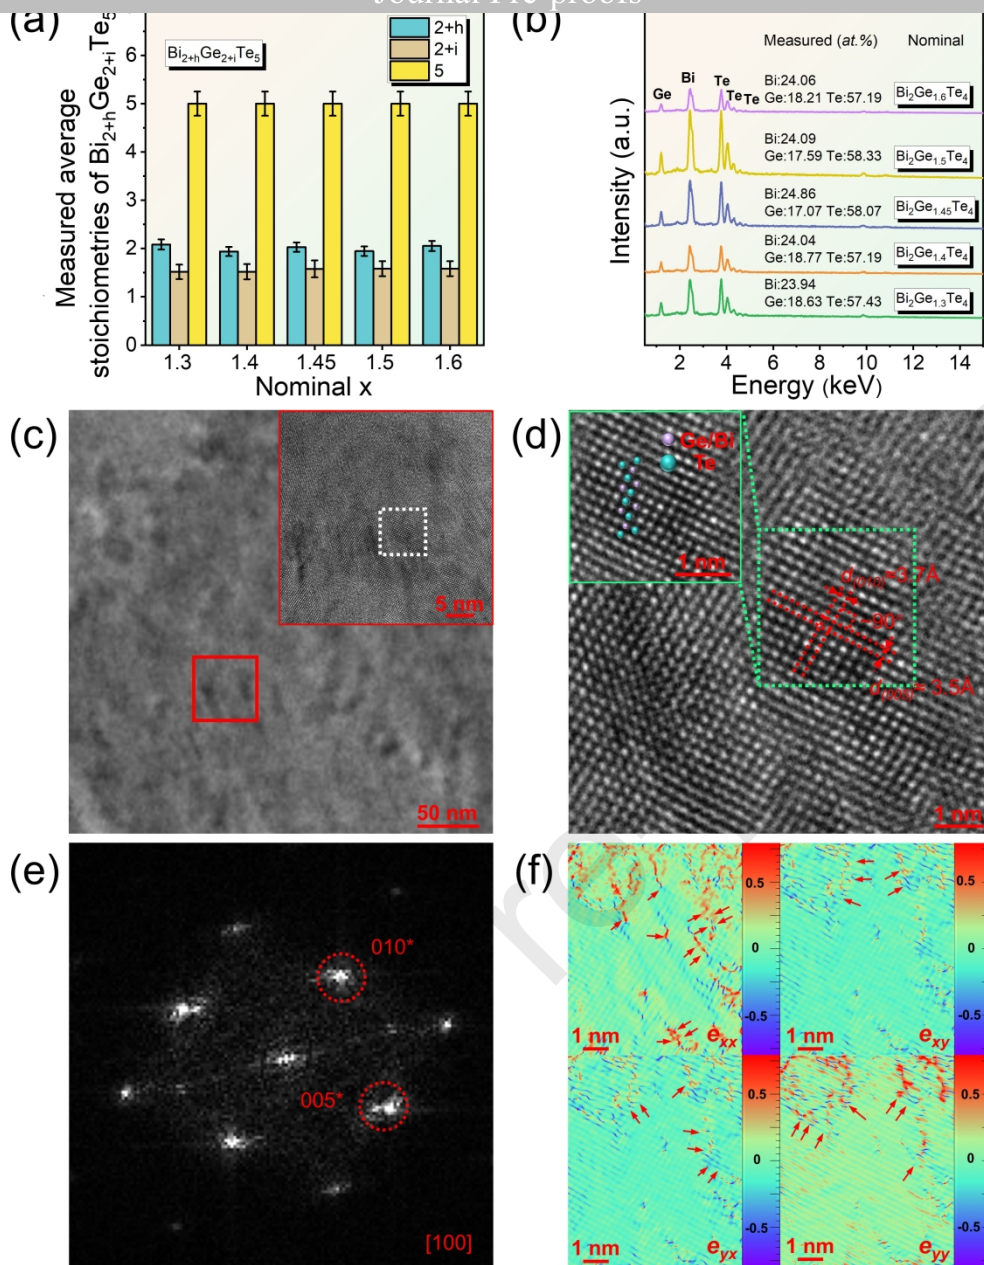 Journal Pre-proofs
(a)
Measured average
stoichiometries of Bi2+hGe2+iTe5
Bi2+hGe2+iTe5
2+h
2+i
5
6
5
4
3
2
1
0
1.3 1.4 1.45 1.5 1.6
Nominal x
(b)
Intensity (a.u.)
Measured (at.%) Nominal
Ge Bi Te Te Te
Bi:24.06
Ge:18.21 Te:57.19
Bi2Ge1.6Te4
Bi:24.09
Ge:17.59 Te:58.33
Bi2Ge1.5Te4
Bi:24.86
Ge:17.07 Te:58.07
Bi2Ge1.45Te4
Bi:24.04
Ge:18.77 Te:57.19
Bi2Ge1.4Te4
Bi:23.94
Ge:18.63 Te:57.43
Bi2Ge1.3Te4
2 4 6 8 10 12 14
Energy (keV)
(c)
5 nm
50 nm
(d)
Ge/Bi
Te
1 nm
d(010)=3.7Å
~90°
d(005)= 3.5Å
1 nm
(e)
010*
005*
[100]
(f)
0.5
0
-0.5
1 nm
exx
0.5
0
-0.5
1 nm
exy
0.5
0
-0.5
1 nm
eyx
0.5
0
-0.5
1 nm
eyy